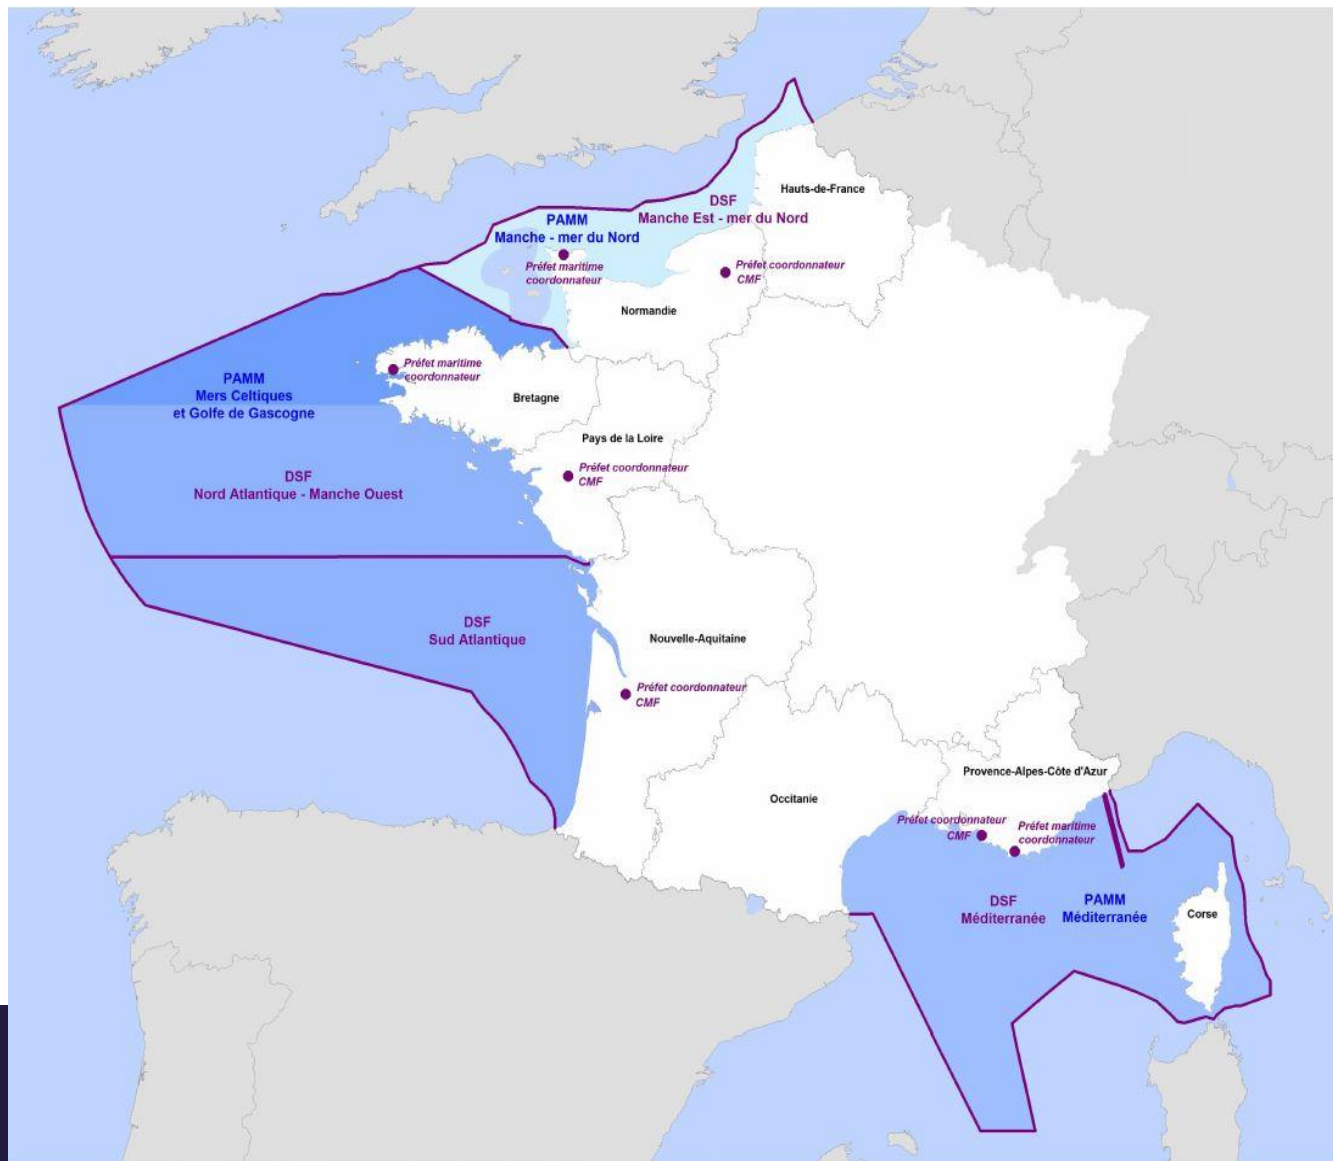 Hauts-de-France
DSF
Manche Est - mer du Nord
PAMM
Manche - mer du Nord
Préfet maritime
coordonnateur
Préfet coordonnateur
CMF
Normandie
Préfet maritime
coordonnateur
PAMM
Mers Celtiques
et Golfe de Gascogne
Bretagne
Pays de la Loire
Préfet coordonnateur
CMF
DSF
Nord Atlantique - Manche Ouest
DSF
Sud Atlantique
Nouvelle-Aquitaine
Préfet coordonnateur
CMF
Provence-Alpes-Côte d'Azur
Occitanie
Préfet coordonnateur
CMF
Préfet maritime
coordonnateur
DSF
Méditerranée
PAMM
Méditerranée
Corse